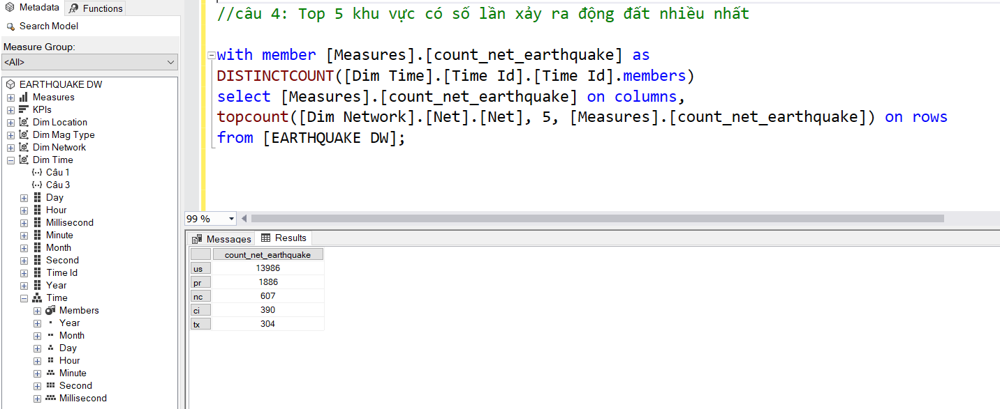 Metadata
Functions
Search Model
Measure Group:
<All>
EARTHQUAKE DW
Measures
KPIs
Dim Location
Dim Mag Type
Dim Network
Dim Time
Câu 1
Câu 3
Day
Hour
Millisecond
Minute
Month
Second
Time Id
Year
Time
Members
Year
Month
Day
Hour
Minute
Second
Millisecond
//câu 4: Top 5 khu vực có số lần xảy ra động đất nhiều nhất
with member [Measures].[count_net_earthquake] as
DISTINCTCOUNT([Dim Time].[Time Id].[Time Id].members)
select [Measures].[count_net_earthquake] on columns,
topcount([Dim Network].[Net].[Net], 5, [Measures].[count_net_earthquake]) on rows
from [EARTHQUAKE DW];
99 %
Messages
Results
count_net_earthquake
us 13986
pr 1886
nc 607
ci 390
tx 304